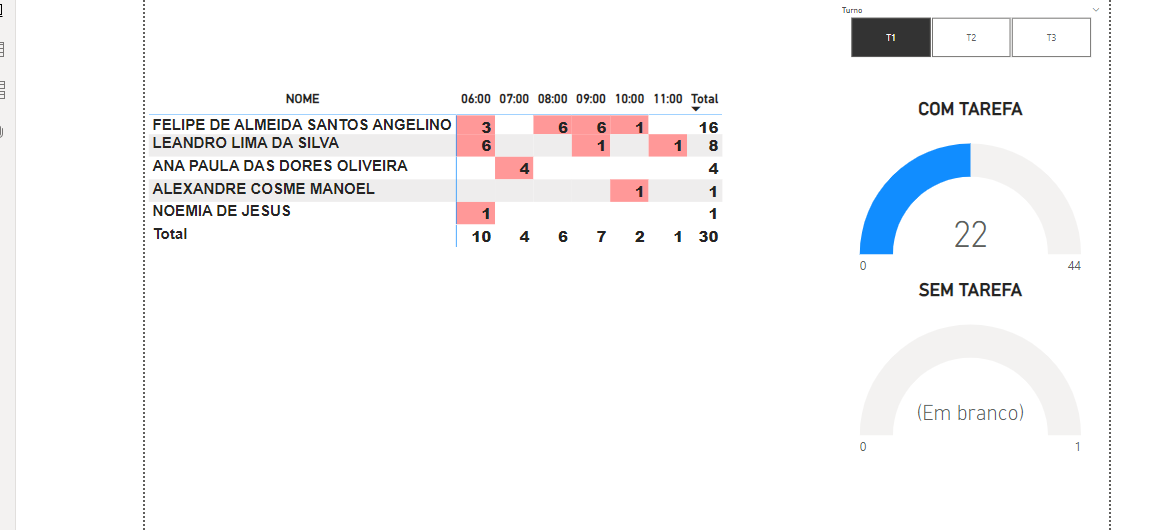 Turno
T1 T2 T3
NOME 06:00 07:00 08:00 09:00 10:00 11:00 Total
FELIPE DE ALMEIDA SANTOS ANGELINO 3 6 6 1 16
LEANDRO LIMA DA SILVA 6 1 1 8
ANA PAULA DAS DORES OLIVEIRA 4 4
ALEXANDRE COSME MANOEL 1 1
NOEMIA DE JESUS 1 1
Total 10 4 6 7 2 1 30
COM TAREFA
22
0 44
SEM TAREFA
(Em branco)
0 1